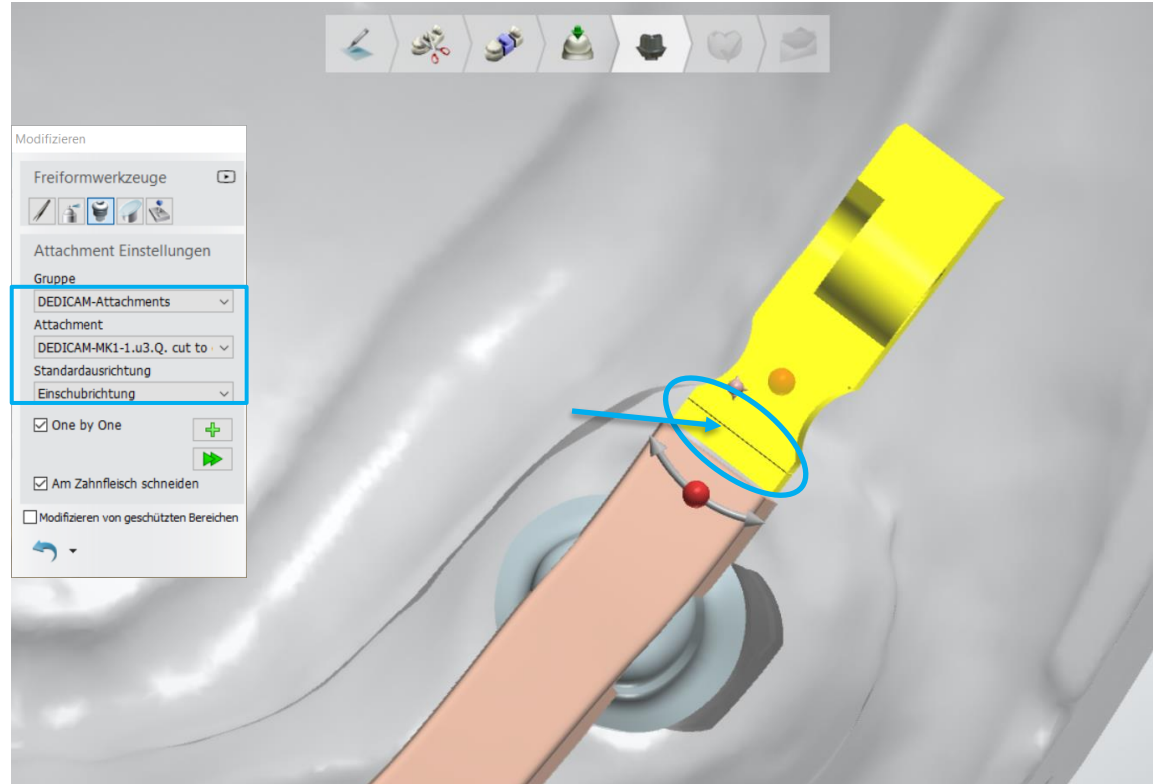 Modifizieren
Freiformwerkzeuge
Attachment Einstellungen
Gruppe
DEDICAM-Attachments
Attachment
DEDICAM-MK1-1.u3.Q. cut to
Standardausrichtung
Einschubrichtung
One by One
Am Zahnfleisch schneiden
Modifizieren von geschützten Bereichen